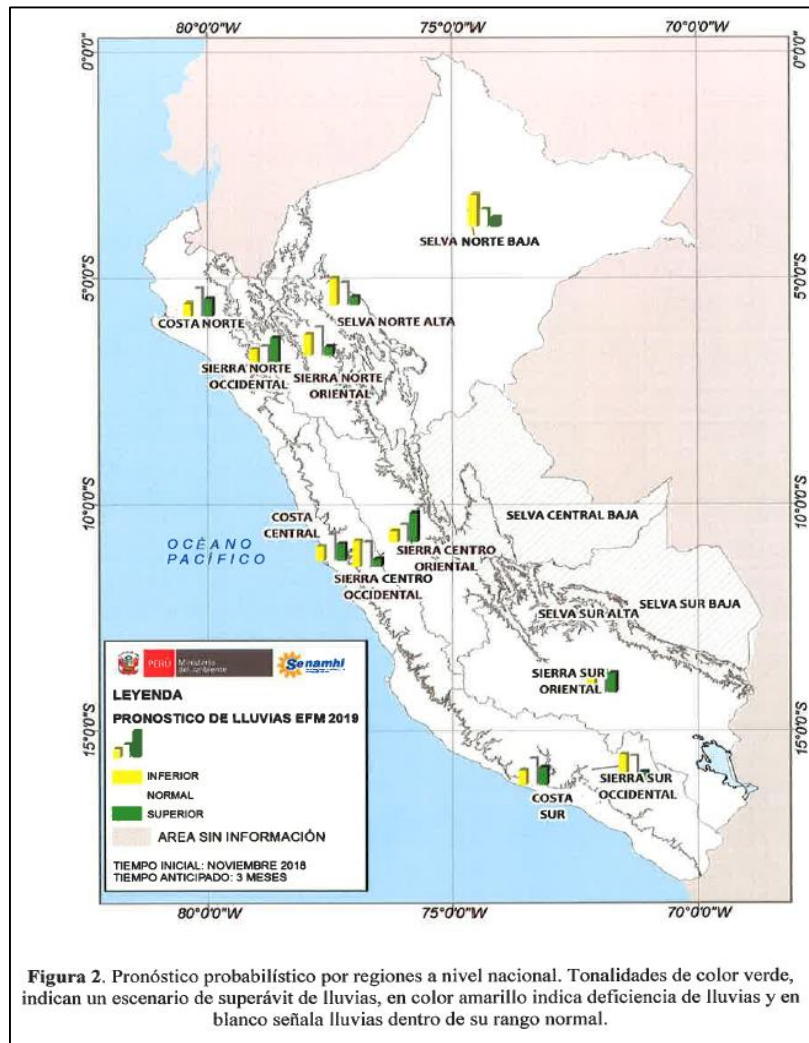 80°0'0"W 75°0'0"W 70°0'0"W
0°0'0" 0°0'0"
SELVA NORTE BAJA
5°0'0"S 5°0'0"S
COSTA NORTE
SELVA NORTE ALTA
SIERRA NORTE
OCCIDENTAL
SIERRA NORTE
ORIENTAL
10°0'0"S 10°0'0"S
SELVA CENTRAL BAJA
COSTA
CENTRAL
OCÉANO
PACÍFICO
SIERRA CENTRO
ORIENTAL
SIERRA CENTRO
OCCIDENTAL
SELVA SUR ALTA
SELVA SUR BAJA
SIERRA SUR
ORIENTAL
15°0'0"S 15°0'0"S
SIERRA SUR
OCCIDENTAL
COSTA
SUR
PERÚ Ministerio
del Ambiente
Senamhi
LEYENDA
PRONOSTICO DE LLUVIAS EFM 2019
INFERIOR
NORMAL
SUPERIOR
AREA SIN INFORMACIÓN
TIEMPO INICIAL: NOVIEMBRE 2018
TIEMPO ANTICIPADO: 3 MESES
80°0'0"W 75°0'0"W 70°0'0"W
Figura 2. Pronóstico probabilístico por regiones a nivel nacional. Tonalidades de color verde,
indican un escenario de superávit de lluvias, en color amarillo indica deficiencia de lluvias y en
blanco señala lluvias dentro de su rango normal.